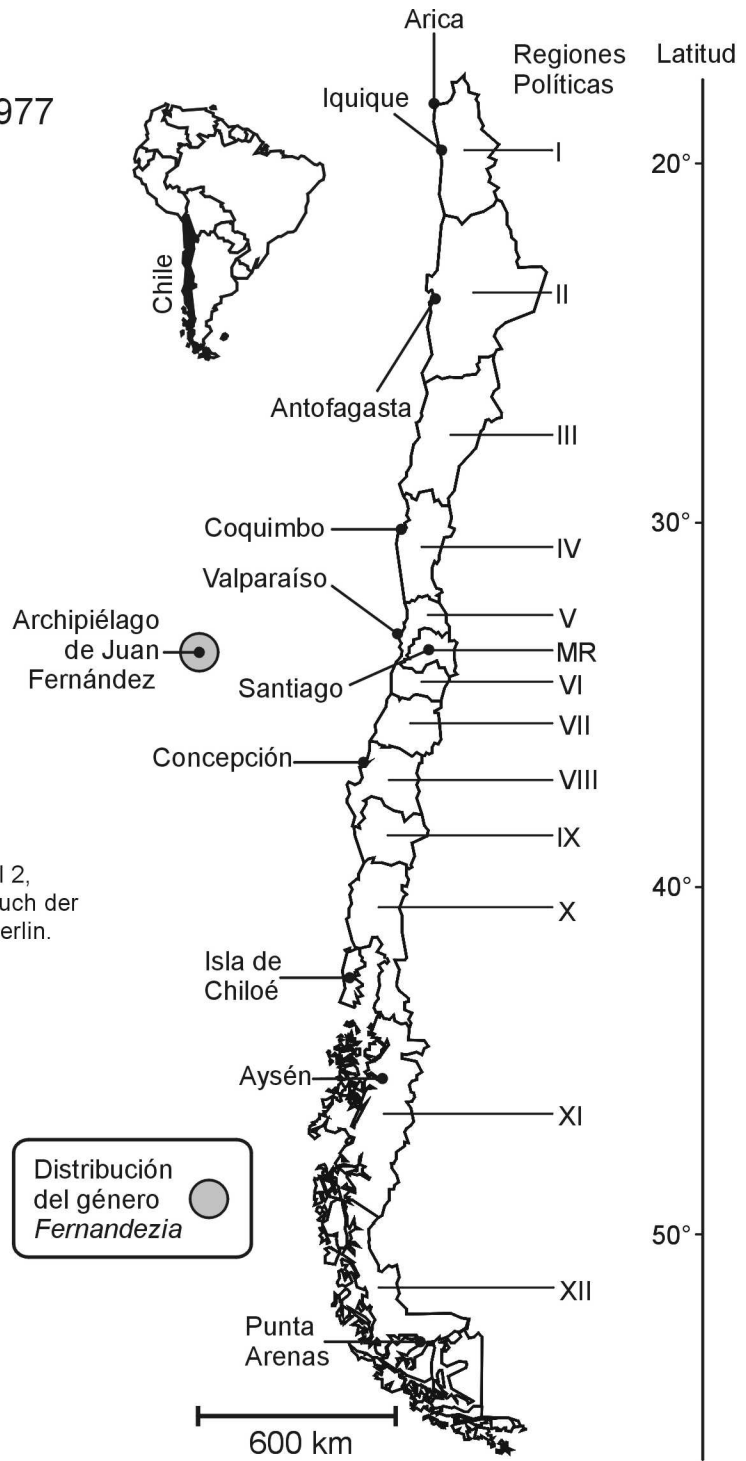 Arica
Regiones
Políticas
Latitud
977
Iquique
I
20°
Chile
II
Antofagasta
III
Coquimbo
30°
IV
Valparaíso
V
Archipiélago
de Juan
Fernández
MR
Santiago
VI
VII
Concepción
VIII
IX
l 2,
uch der
erlin.
40°
X
Isla de
Chiloé
Aysén
XI
Distribución
del género
Fernandezia
50°
XII
Punta
Arenas
600 km